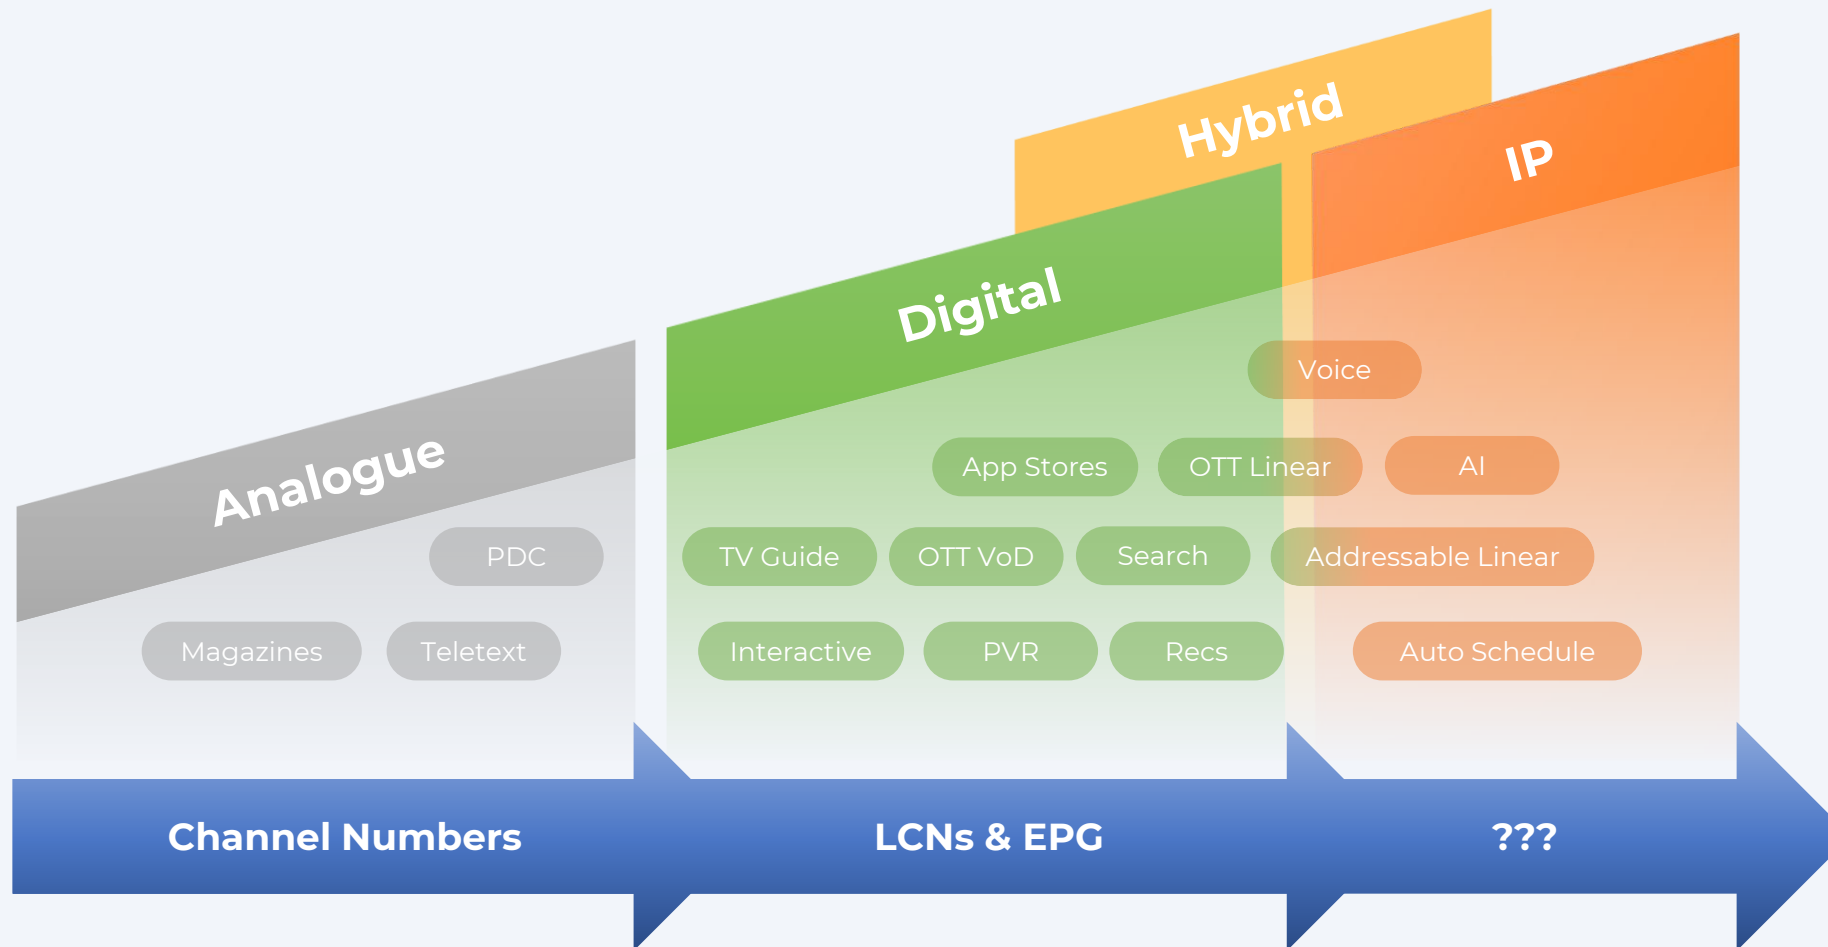 Hybrid
IP
Digital
Analogue
Voice
App Stores
OTT Linear
AI
PDC
TV Guide
OTT VoD
Search
Addressable Linear
Magazines
Teletext
Interactive
PVR
Recs
Auto Schedule
Channel Numbers
LCNs & EPG
???